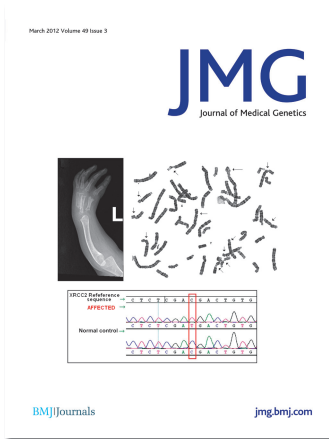 March 2012 Volume 49 Issue 3
JMG
Journal of Medical Genetics
L
XRCC2 Refeference
sequence →
C T C T C G A C G A C T G T G
AFFECTED →
C T C T C G A T G A C T G T G
Normal control →
C T C T C G A C G A C T G T G
BMJ|Journals
jmg.bmj.com